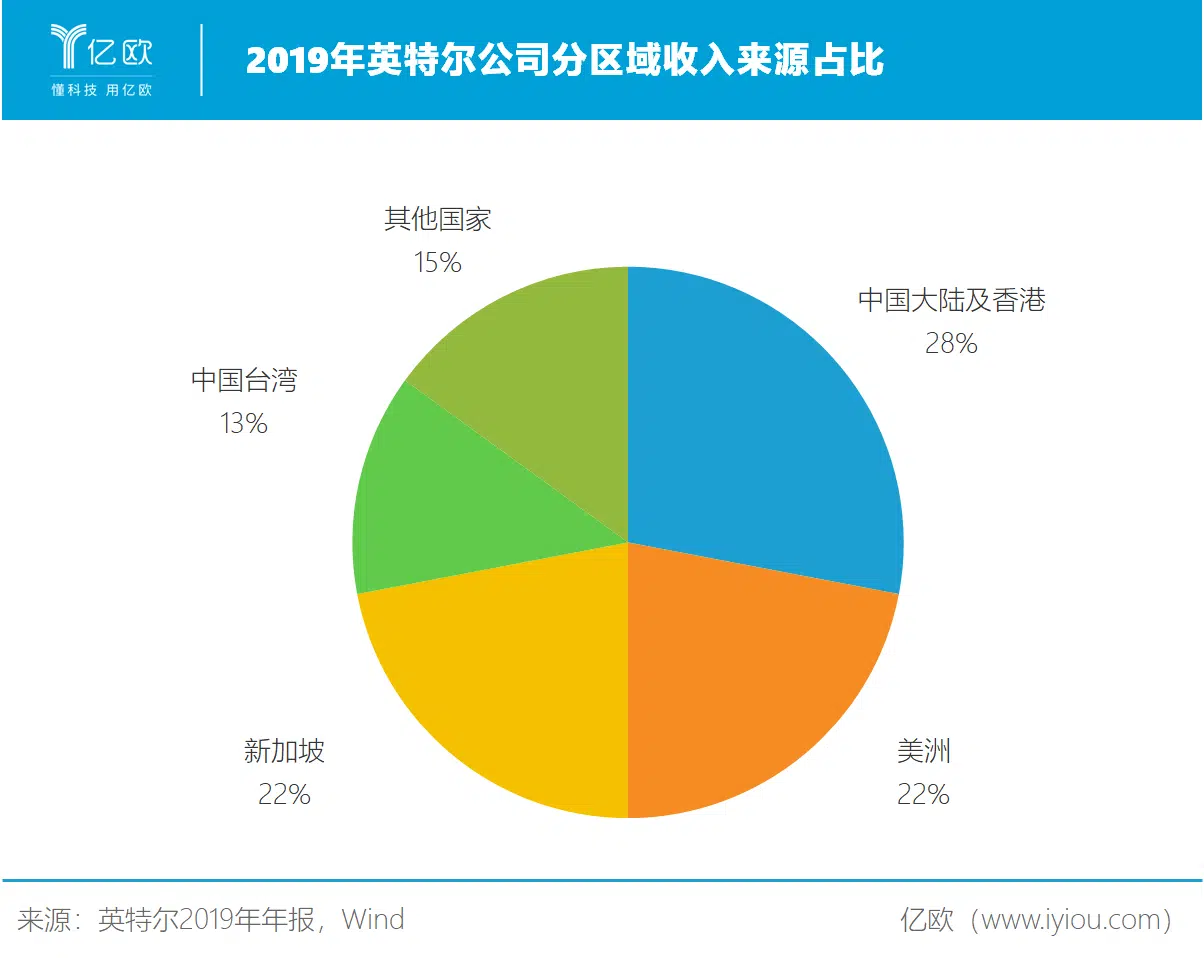 亿欧
懂科技 用亿欧
2019年英特尔公司分区域收入来源占比
其他国家
15%
中国大陆及香港
28%
中国台湾
13%
新加坡
22%
美洲
22%
来源：英特尔2019年年报，Wind
亿欧（www.iyiou.com）